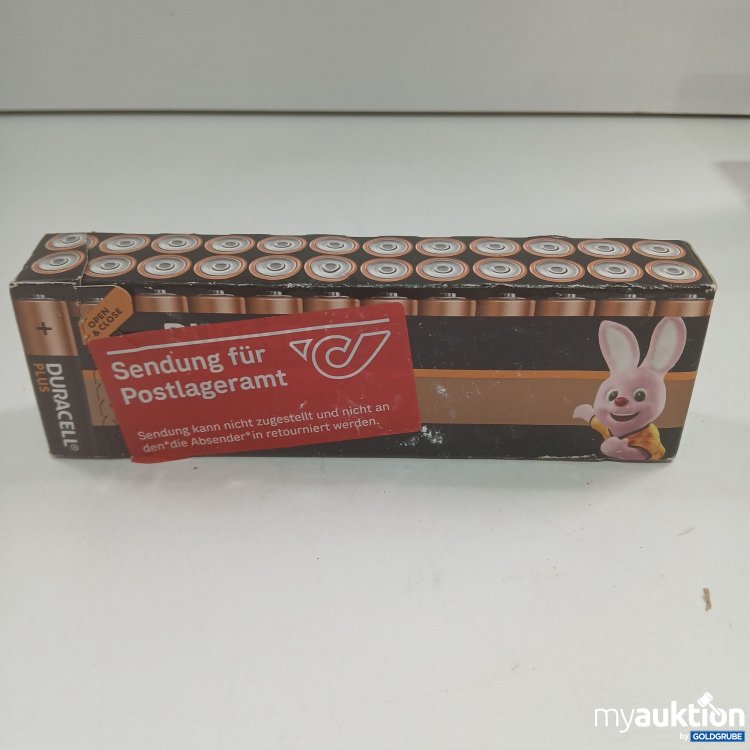 OPEN
& CLOSE
+
DURACELL®
PLUS
Sendung für
Postlageramt
Sendung kann nicht zugestellt und nicht an
den*die Absender*in retourniert werden.
myauktion
by GOLDGRUBE